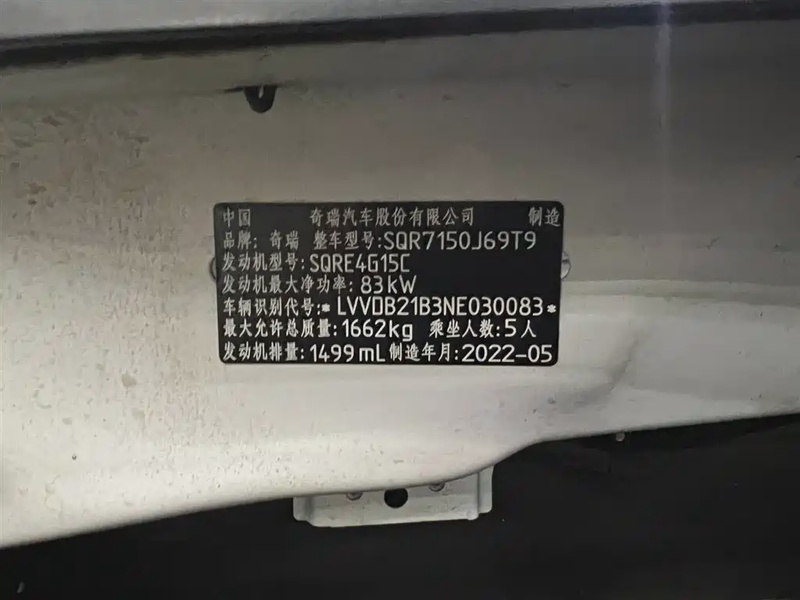 中国 奇瑞汽车股份有限公司 制造
品牌: 奇瑞 整车型号: SQR7150J69T9
发动机型号: SQRE4G15C
发动机最大净功率: 83kW
车辆识别代号:*LVVDB21B3NE030083*
最大允许总质量: 1662kg 乘坐人数: 5人
发动机排量: 1499mL 制造年月: 2022-05